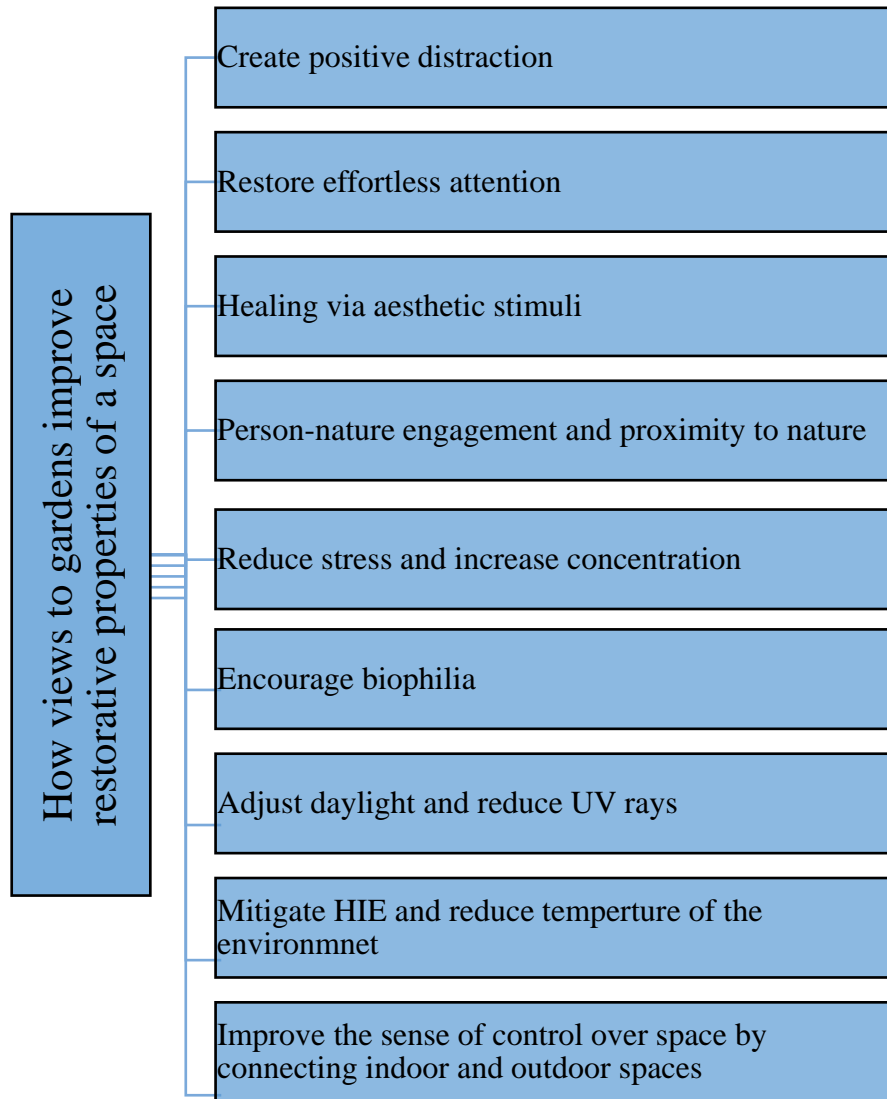 How views to gardens improve
restorative properties of a space
Create positive distraction
Restore effortless attention
Healing via aesthetic stimuli
Person-nature engagement and proximity to nature
Reduce stress and increase concentration
Encourage biophilia
Adjust daylight and reduce UV rays
Mitigate HIE and reduce temperture of the
environmnet
Improve the sense of control over space by
connecting indoor and outdoor spaces